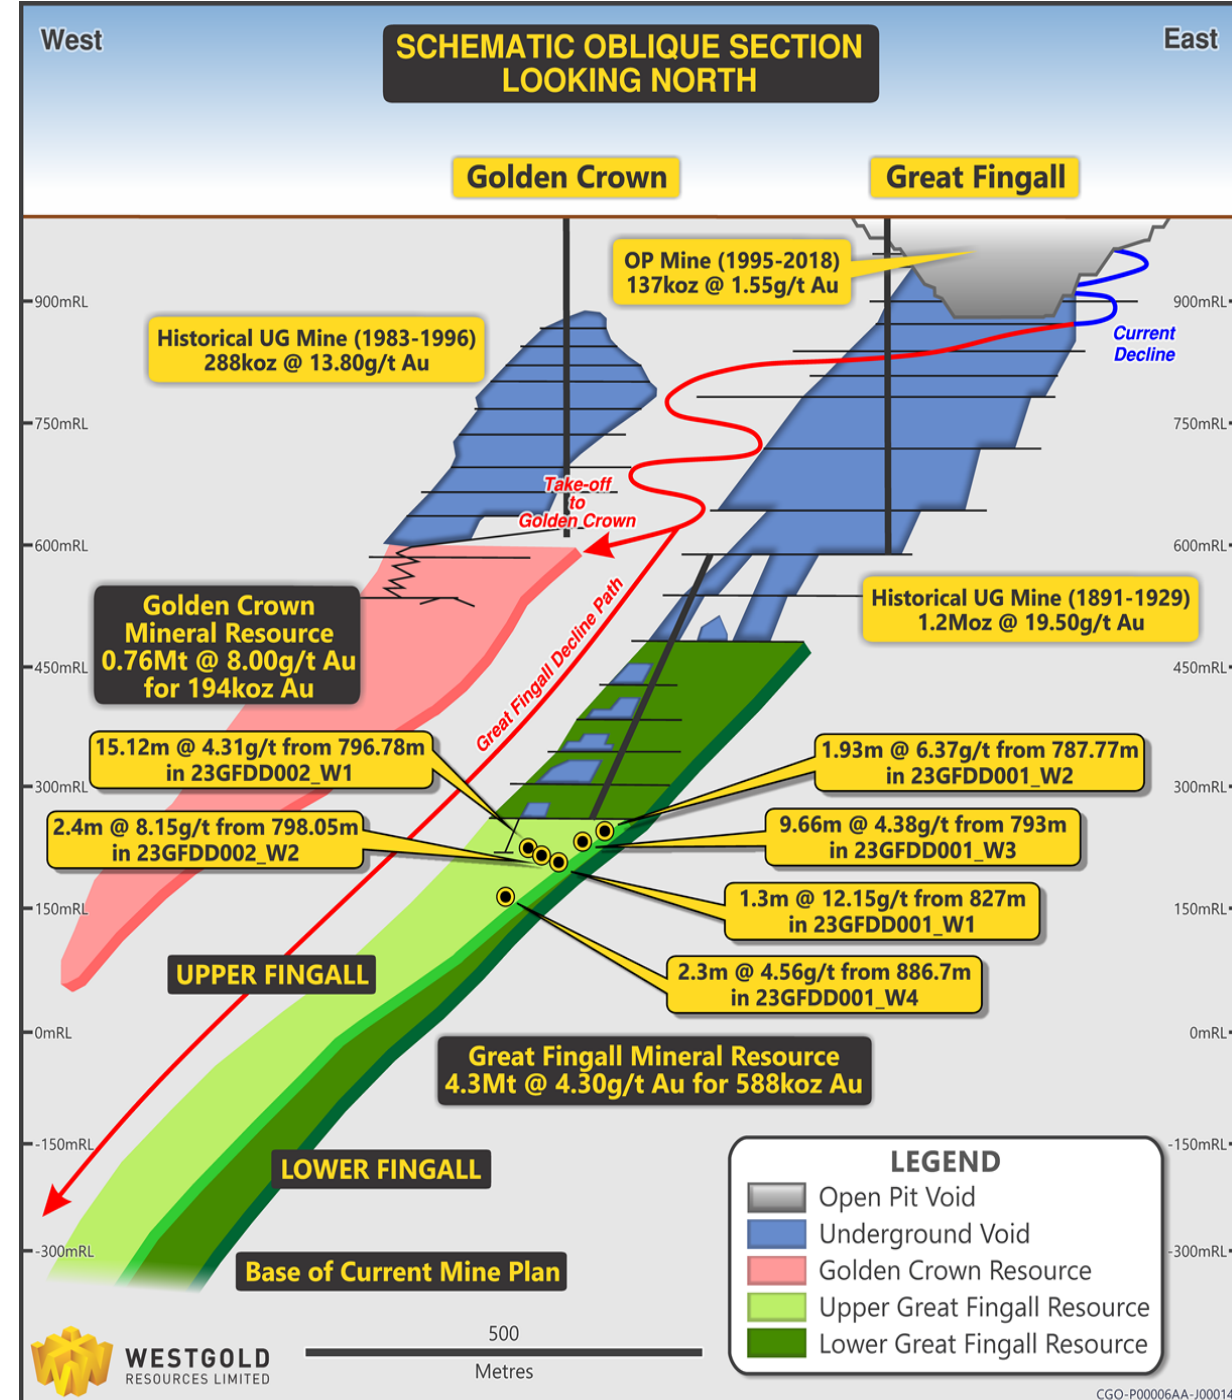 West
East
SCHEMATIC OBLIQUE SECTION
LOOKING NORTH
Golden Crown
Great Fingall
OP Mine (1995-2018)
137koz @ 1.55g/t Au
900mRL
900mRL
Current
Decline
Historical UG Mine (1983-1996)
288koz @ 13.80g/t Au
750mRL
750mRL
Take-off
to
Golden Crown
600mRL
600mRL
Great Fingall Decline Path
Historical UG Mine (1891-1929)
1.2Moz @ 19.50g/t Au
Golden Crown
Mineral Resource
0.76Mt @ 8.00g/t Au
for 194koz Au
450mRL
450mRL
15.12m @ 4.31g/t from 796.78m
in 23GFDD002_W1
1.93m @ 6.37g/t from 787.77m
in 23GFDD001_W2
300mRL
300mRL
2.4m @ 8.15g/t from 798.05m
in 23GFDD002_W2
9.66m @ 4.38g/t from 793m
in 23GFDD001_W3
1.3m @ 12.15g/t from 827m
in 23GFDD001_W1
150mRL
150mRL
2.3m @ 4.56g/t from 886.7m
in 23GFDD001_W4
UPPER FINGALL
0mRL
0mRL
Great Fingall Mineral Resource
4.3Mt @ 4.30g/t Au for 588koz Au
-150mRL
-150mRL
LOWER FINGALL
-300mRL
-300mRL
Base of Current Mine Plan
LEGEND
Open Pit Void
Underground Void
Golden Crown Resource
Upper Great Fingall Resource
Lower Great Fingall Resource
WESTGOLD
RESOURCES LIMITED
500
Metres
CGO-P00006AA-J00014